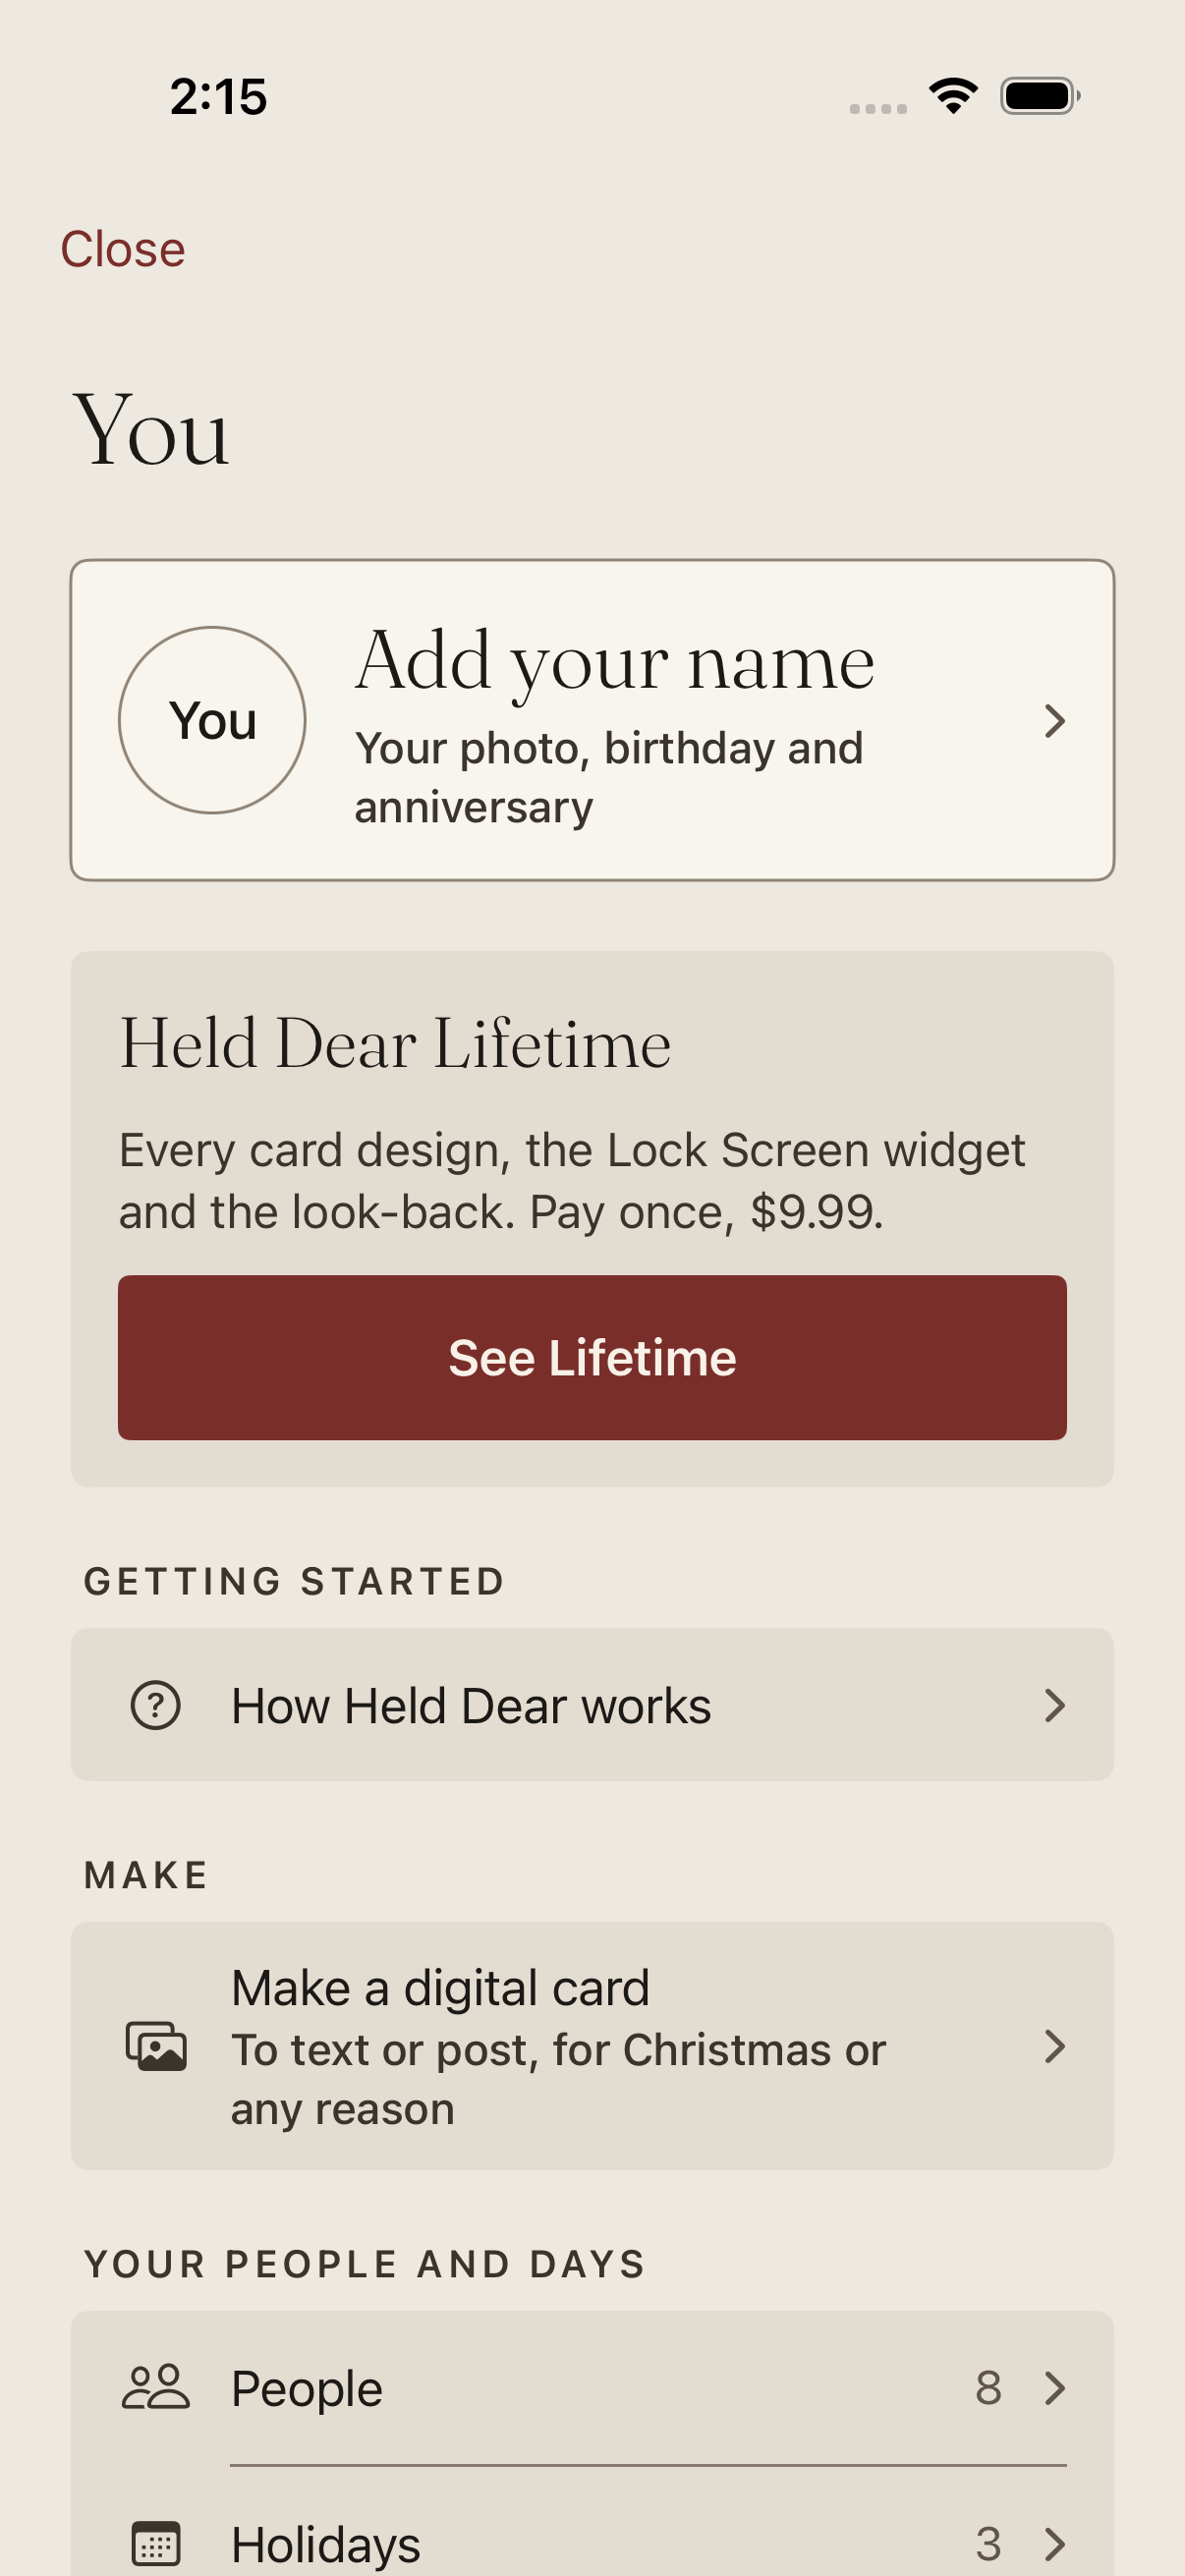 2:15
Close
You
You
Add your name
Your photo, birthday and
anniversary
Held Dear Lifetime
Every card design, the Lock Screen widget
and the look-back. Pay once, $9.99.
See Lifetime
GETTING STARTED
How Held Dear works
MAKE
Make a digital card
To text or post, for Christmas or
any reason
YOUR PEOPLE AND DAYS
People 8
Holidays 3